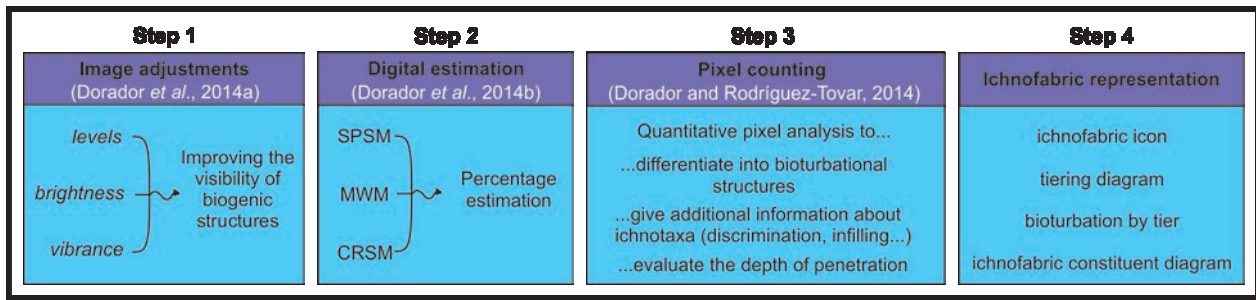 Step 1
Image adjustments
(Dorador et al., 2014a)
levels
brightness
vibrance
Improving the
visibility of
biogenic
structures
Step 2
Digital estimation
(Dorador et al., 2014b)
SPSM
MWM
CRSM
Percentage
estimation
Step 3
Pixel counting
(Dorador and Rodríguez-Tovar, 2014)
Quantitative pixel analysis to...
...differentiate into bioturbational
structures
...give additional information about
ichnotaxa (discrimination, infilling...)
...evaluate the depth of penetration
Step 4
Ichnofabric representation
ichnofabric icon
tiering diagram
bioturbation by tier
ichnofabric constituent diagram